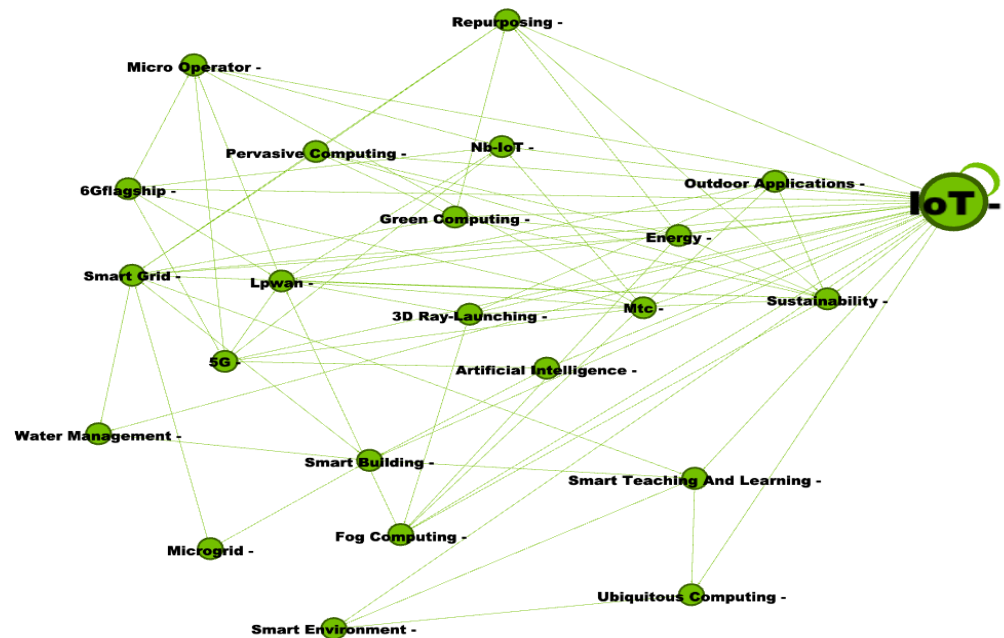 Repurposing -
Micro Operator -
Pervasive Computing -
Nb-IoT -
6Gflagship -
Outdoor Applications -
IoT -
Green Computing -
Energy -
Smart Grid -
Lpwan -
3D Ray-Launching -
Mtc -
Sustainability -
5G -
Artificial Intelligence -
Water Management -
Smart Building -
Smart Teaching And Learning -
Fog Computing -
Microgrid -
Ubiquitous Computing -
Smart Environment -